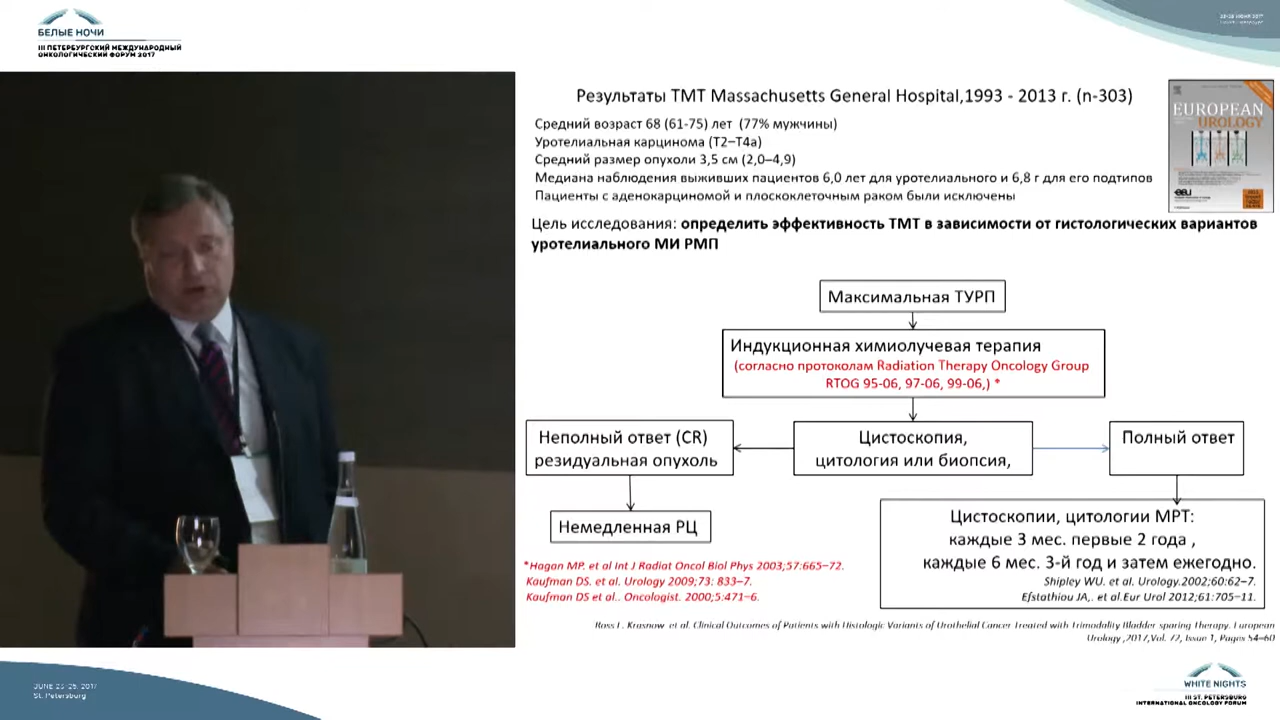 БЕЛЫЕ НОЧИ
III ПЕТЕРБУРГСКИЙ МЕЖДУНАРОДНЫЙ
ОНКОЛОГИЧЕСКИЙ ФОРУМ 2017
Результаты ТМТ Massachusetts General Hospital,1993 - 2013 г. (n-303)
Средний возраст 68 (61-75) лет (77% мужчины)
Уротелиальная карцинома (T2–T4a)
Средний размер опухоли 3,5 см (2,0–4,9)
Медиана наблюдения выживших пациентов 6,0 лет для уротелиального и 6,8 г для его подтипов
Пациенты с аденокарциномой и плоскоклеточным раком были исключены
EUROPEAN
UROLOGY
Цель исследования: определить эффективность ТМТ в зависимости от гистологических вариантов
уротелиального МИ РМП
Максимальная ТУРП
Индукционная химиолучевая терапия
(согласно протоколам Radiation Therapy Oncology Group
RTOG 95-06, 97-06, 99-06,) *
Неполный ответ (CR)
резидуальная опухоль
Цистоскопия,
цитология или биопсия,
Полный ответ
Немедленная РЦ
Цистоскопии, цитологии МРТ:
каждые 3 мес. первые 2 года ,
каждые 6 мес. 3-й год и затем ежегодно.
Shipley WU. et al. Urology.2002;60:62–7.
Efstathiou JA,. et al.Eur Urol 2012;61:705–11.
*Hagan MP. et al Int J Radiat Oncol Biol Phys 2003;57:665–72.
Kaufman DS. et al. Urology 2009;73: 833–7.
Kaufman DS et al.. Oncologist. 2000;5:471–6.
Ross E. Krasnow et al. Clinical Outcomes of Patients with Histologic Variants of Urothelial Cancer Treated with Trimodality Bladder-sparing Therapy. European
Urology ,2017,Vol. 72, Issue 1, Pages 54–60
JUNE 23-25, 2017
St. Petersburg
WHITE NIGHTS
III ST. PETERSBURG
INTERNATIONAL ONCOLOGY FORUM